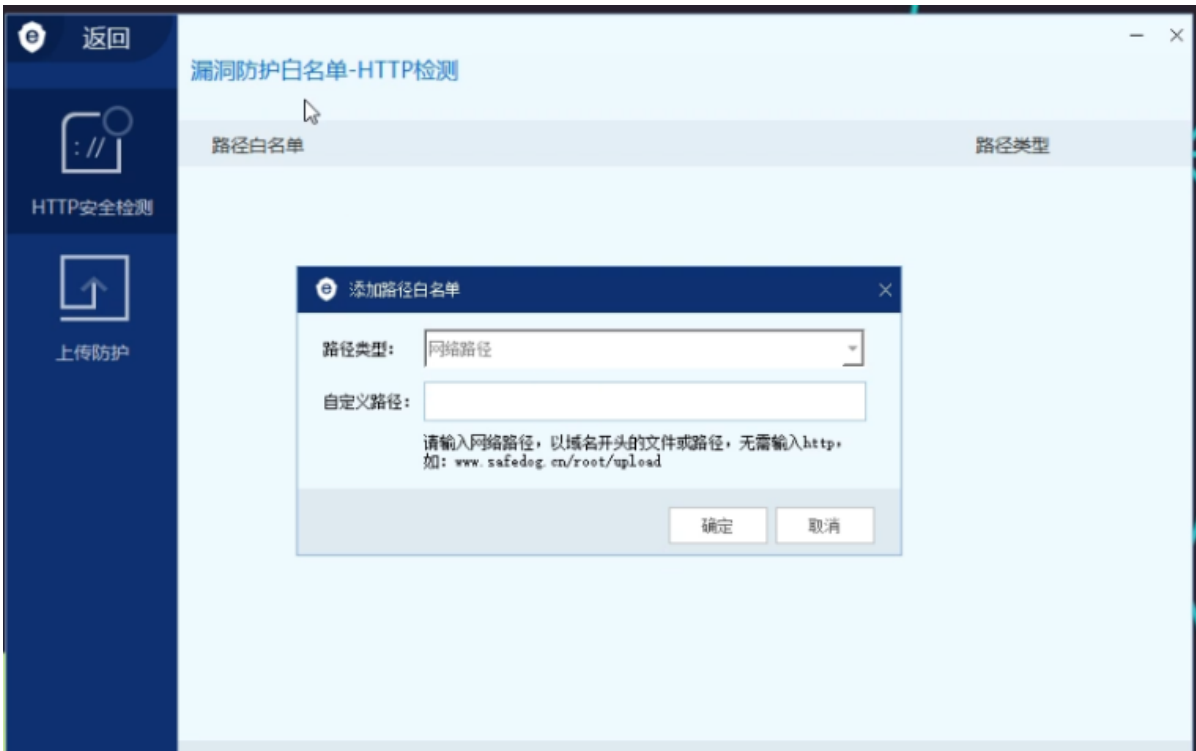 返回
漏洞防护白名单-HTTP检测
路径白名单
路径类型
HTTP安全检测
上传防护
添加路径白名单
路径类型：
网络路径
自定义路径：
请输入网络路径，以域名开头的文件或路径，无需输入http，
如：www.safedog.cn/root/upload
确定
取消